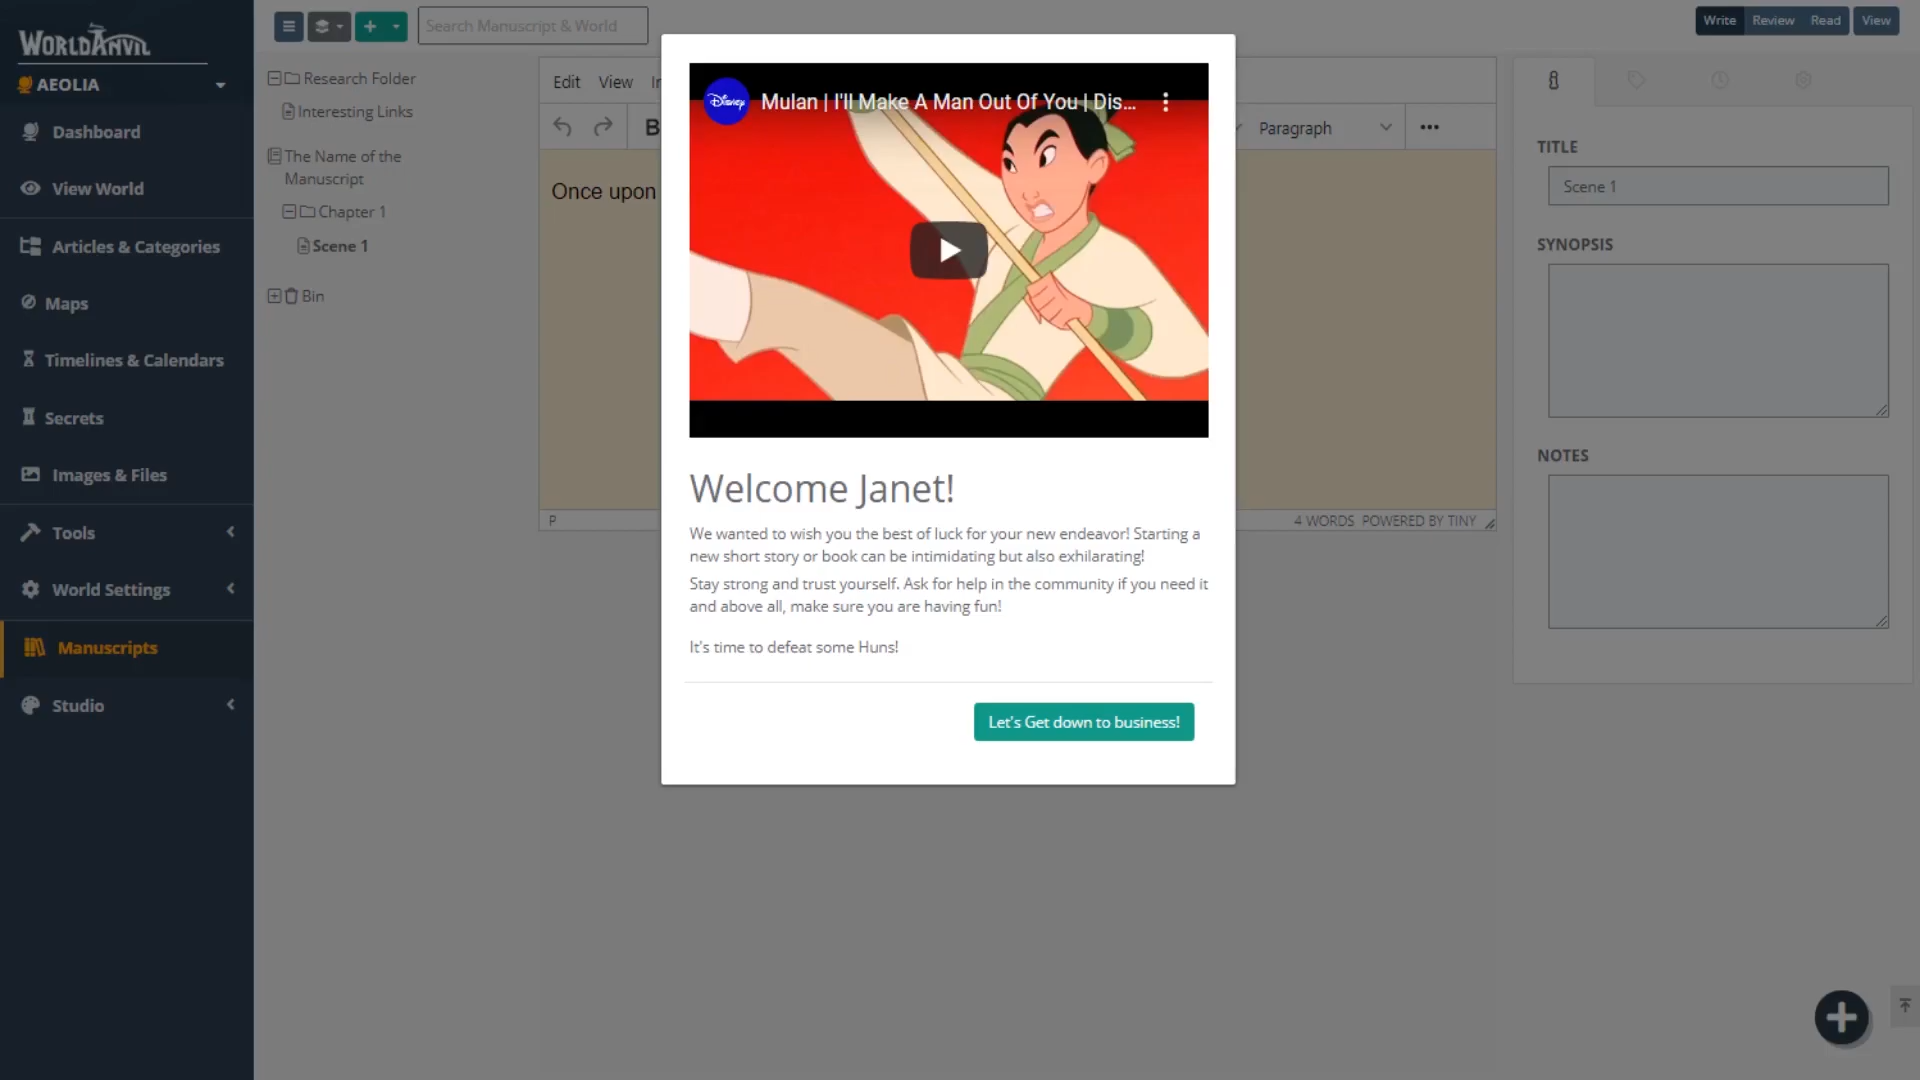 WORLDANVIL
AEOLIA
Dashboard
View World
Articles & Categories
Maps
Timelines & Calendars
Secrets
Images & Files
Tools
World Settings
Manuscripts
Studio
Search Manuscript & World
Research Folder
Interesting Links
The Name of the
Manuscript
Chapter 1
Scene 1
Bin
Edit View
B
Paragraph
Once upon
P
4 WORDS POWERED BY TINY
Disney
Mulan | I'll Make A Man Out Of You | Dis...
Welcome Janet!
We wanted to wish you the best of luck for your new endeavor! Starting a
new short story or book can be intimidating but also exhilarating!
Stay strong and trust yourself. Ask for help in the community if you need it
and above all, make sure you are having fun!
It's time to defeat some Huns!
Let's Get down to business!
Write Review Read View
TITLE
Scene 1
SYNOPSIS
NOTES